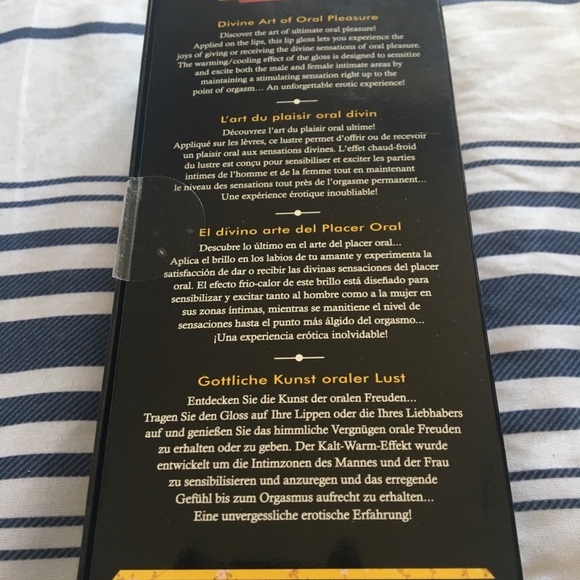 Divine Art of Oral Pleasure
Discover the art of ultimate oral pleasure!
Applied on the lips, this lip gloss lets you experience the
joys of giving or receiving the divine sensations of oral pleasure.
The warming/cooling effect of the gloss is designed to sensitize
and excite both the male and female intimate areas by
maintaining a stimulating sensation right up to the
point of orgasm... An unforgettable erotic experience!
L'art du plaisir oral divin
Découvrez l'art du plaisir oral ultime!
Appliqué sur les lèvres, ce lustre permet d'offrir ou de recevoir
un plaisir oral aux sensations divines. L'effet chaud-froid
du lustre est conçu pour sensibiliser et exciter les parties
intimes de l'homme et de la femme tout en maintenant
le niveau des sensations tout près de l'orgasme permanent...
Une expérience érotique inoubliable!
El divino arte del Placer Oral
Descubre lo último en el arte del placer oral...
Aplica el brillo en los labios de tu amante y experimenta la
satisfacción de dar o recibir las divinas sensaciones del placer
oral. El efecto frio-calor de este brillo está diseñado para
sensibilizar y excitar tanto al hombre como a la mujer en
sus zonas íntimas, mientras se manitiene el nivel de
sensaciones hasta el punto más álgido del orgasmo...
¡Una experiencia erótica inolvidable!
Gottliche Kunst oraler Lust
Entdecken Sie die Kunst der oralen Freuden...
Tragen Sie den Gloss auf Ihre Lippen oder die Ihres Liebhabers
auf und genießen Sie das himmliche Vergnügen orale Freuden
zu erhalten oder zu geben. Der Kalt-Warm-Effekt wurde
entwickelt um die Intimzonen des Mannes und der Frau
zu sensibilisieren und anzuregen und das erregende
Gefühl bis zum Orgasmus aufrecht zu erhalten...
Eine unvergessliche erotische Erfahrung!